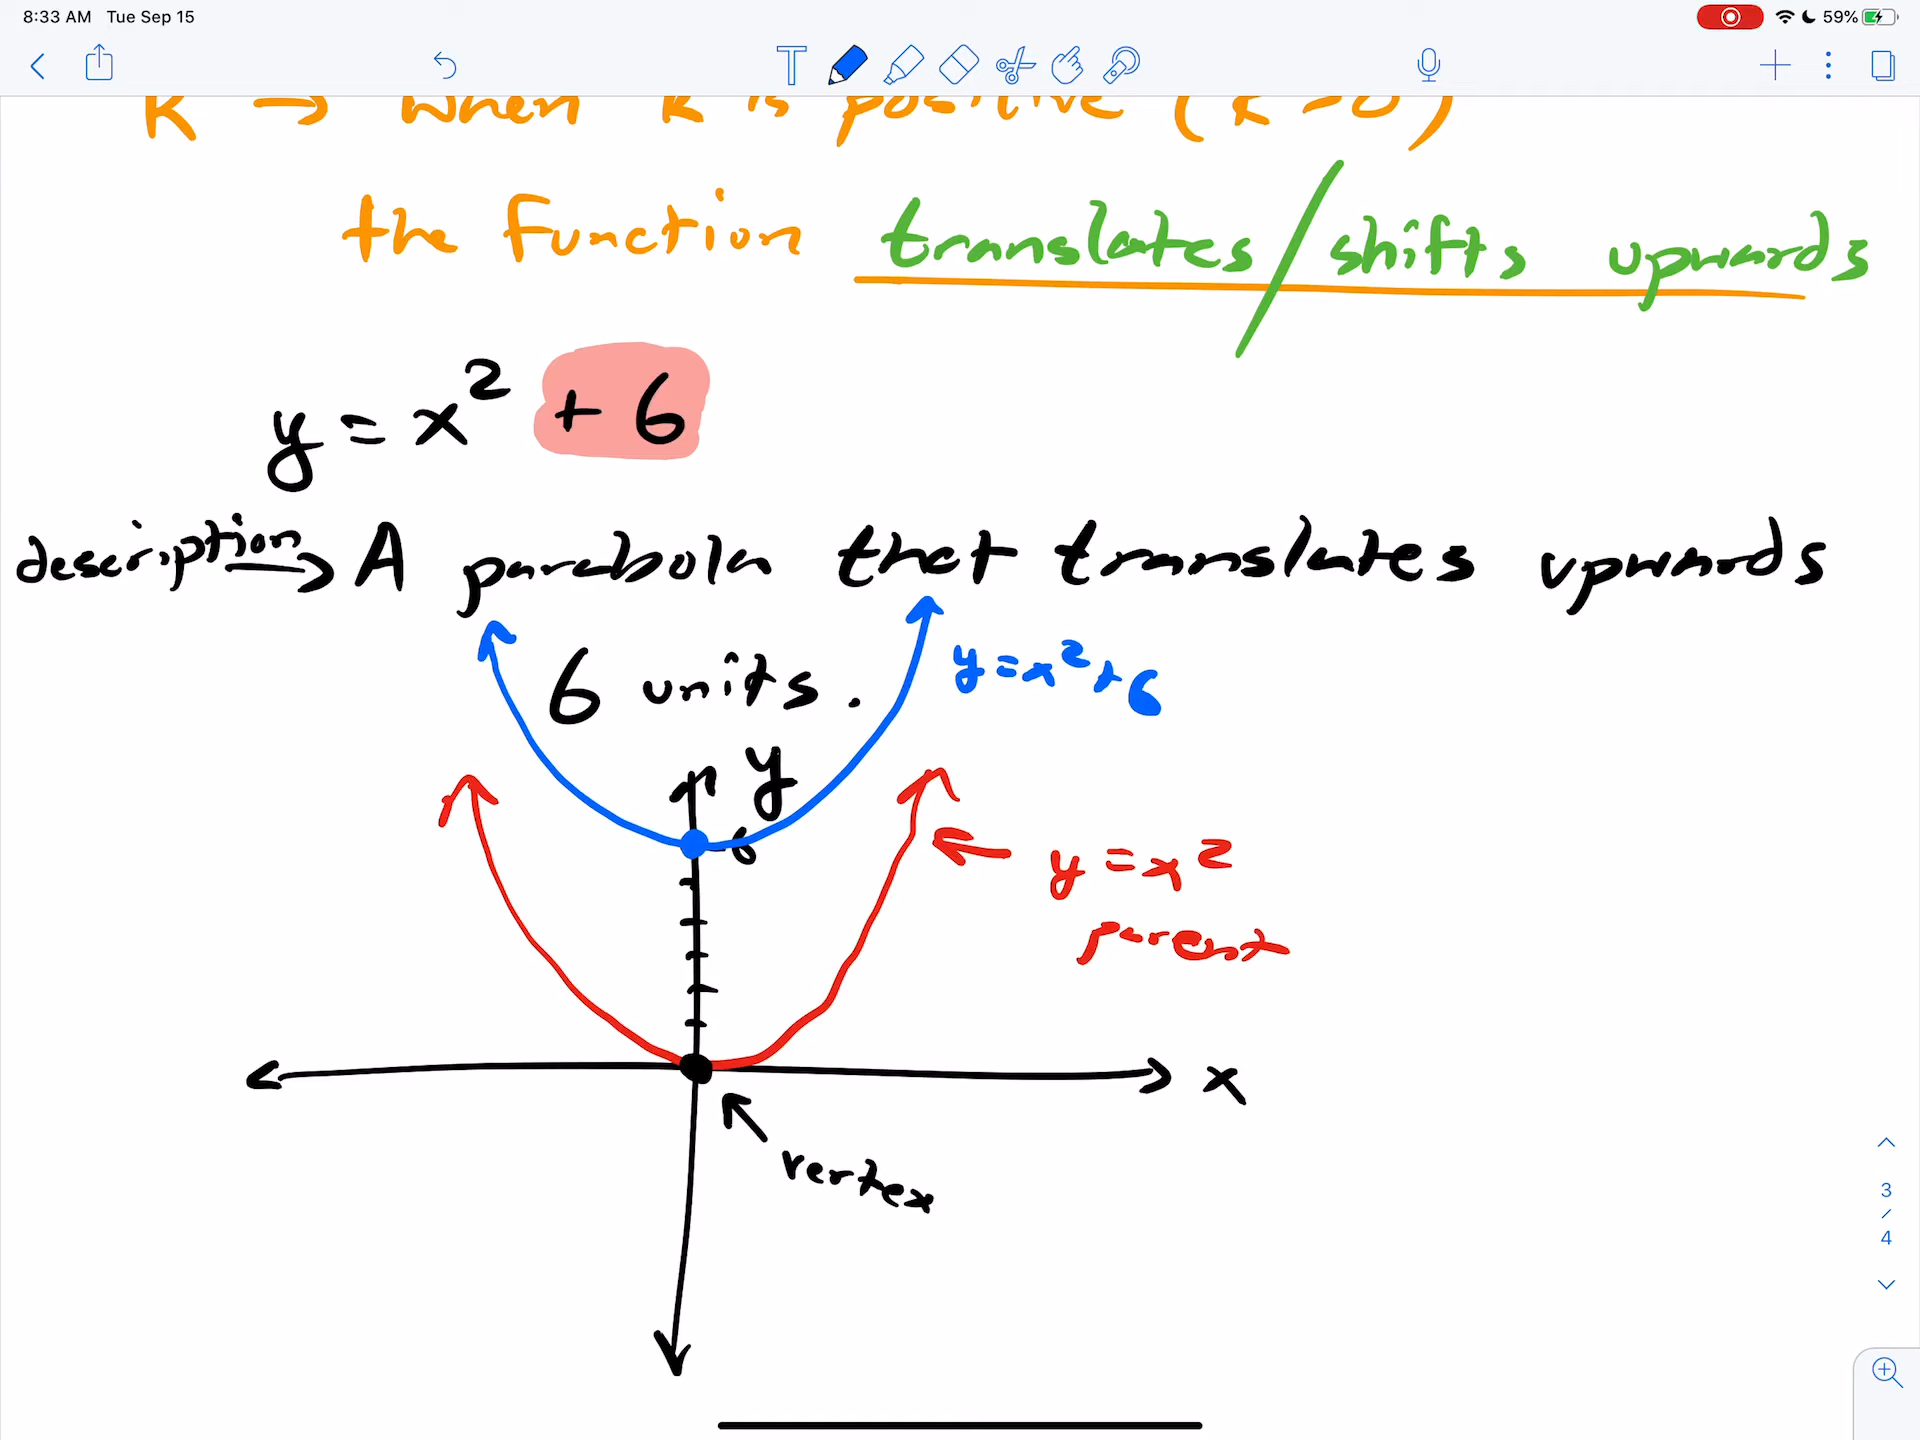 8:33 AM Tue Sep 15
59%
K → when k is positive (k>0)
the function translates/shifts upwards
y = x² + 6
description → A parabola that translates upwards
6 units.
y = x² + 6
y
6
y = x²
parent
x
vertex
3
/
4